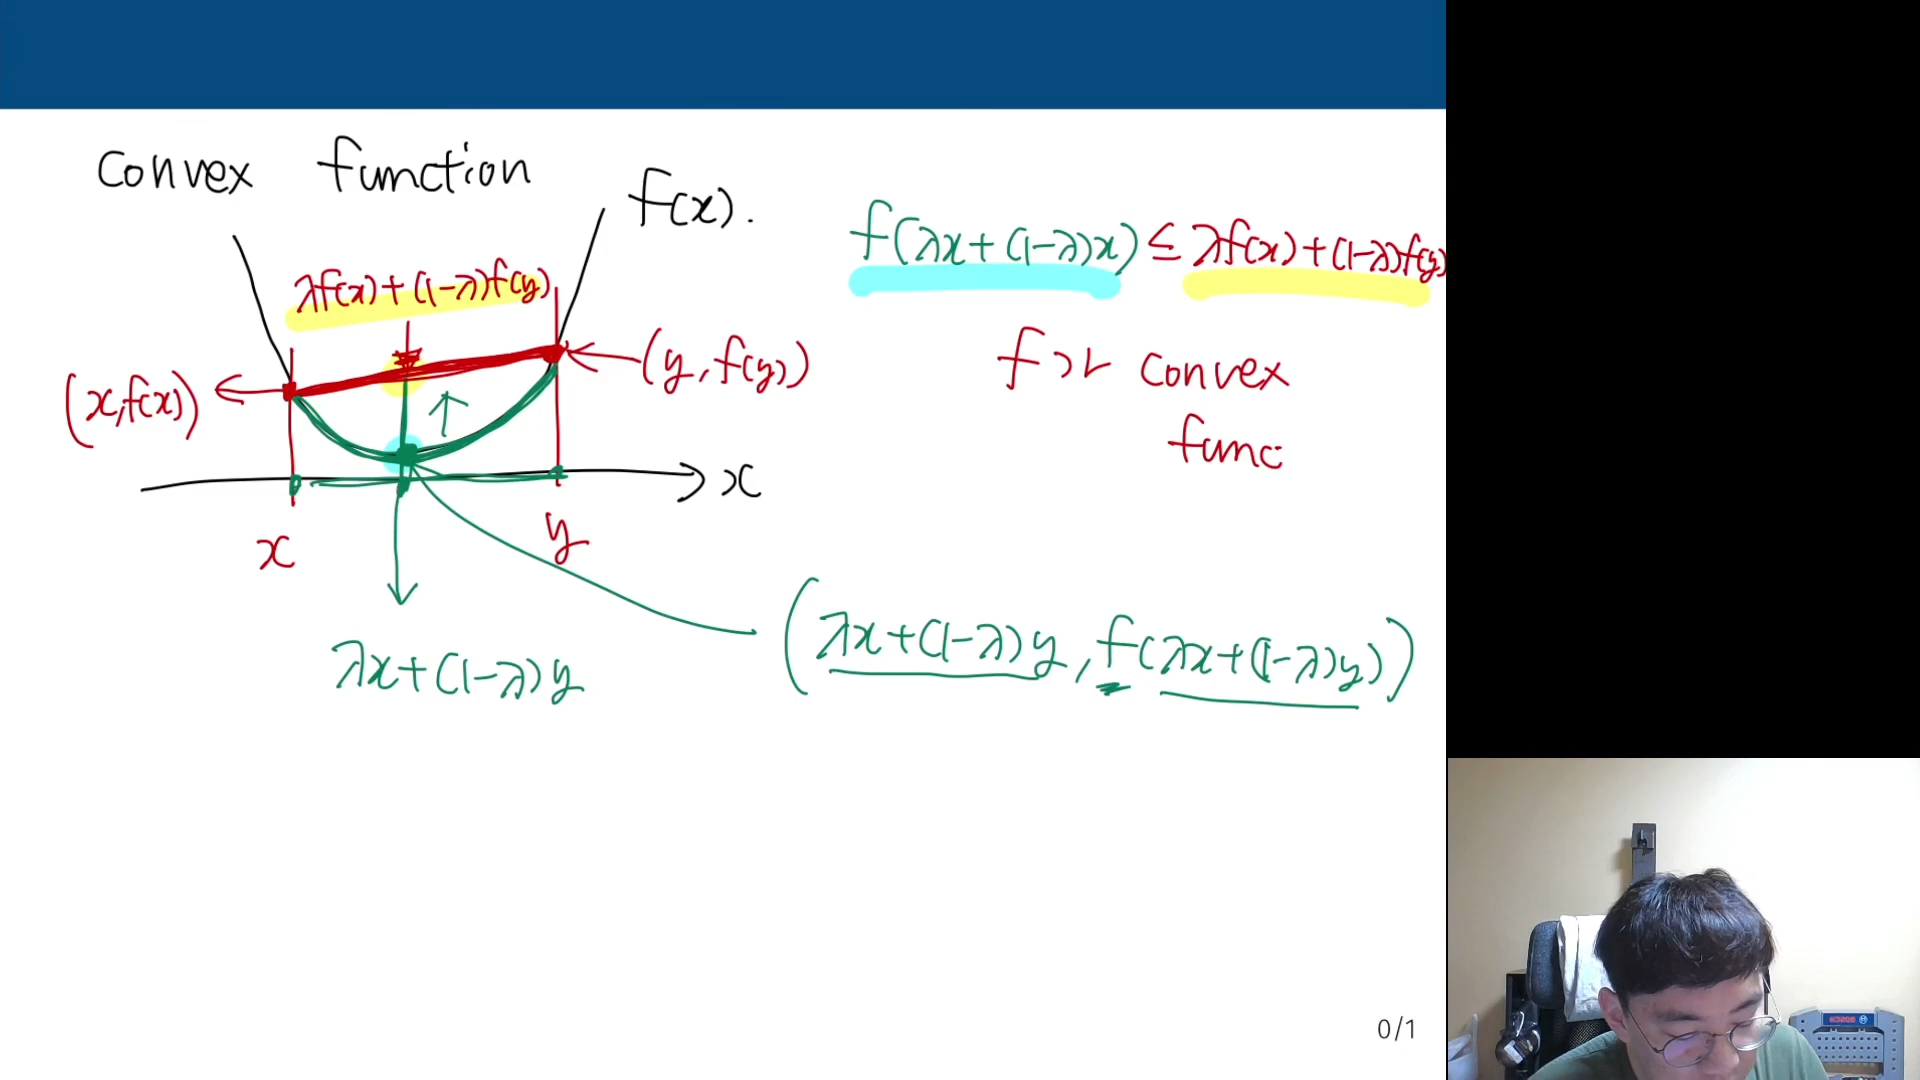 convex function
f(x).
f(λx+(1-λ)x) ≤ λf(x)+(1-λ)f(y)
λf(x)+(1-λ)f(y)
(x,f(x))
(y,f(y))
f가 convex
func
x
x
y
λx+(1-λ)y
(λx+(1-λ)y, f(λx+(1-λ)y))
0/1
BOSCH